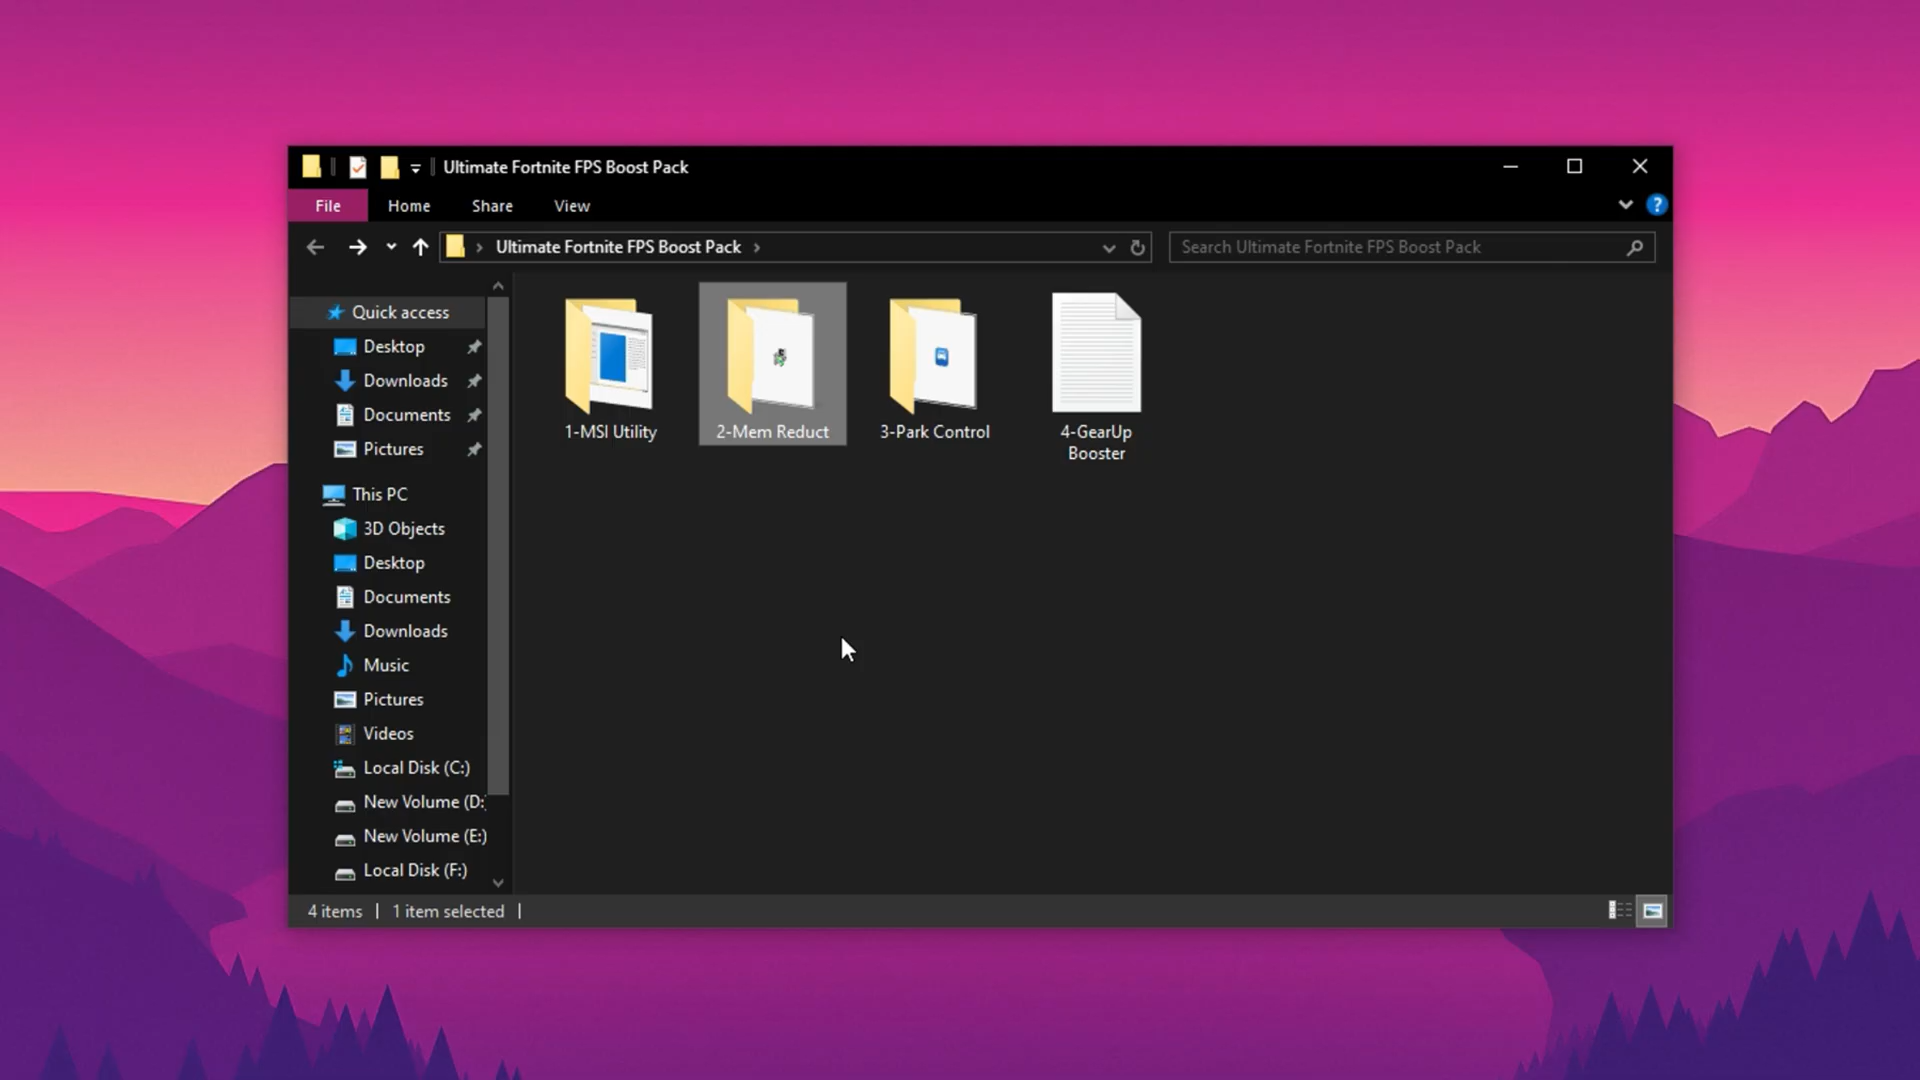 Ultimate Fortnite FPS Boost Pack
File Home Share View
?
Ultimate Fortnite FPS Boost Pack
Search Ultimate Fortnite FPS Boost Pack
Quick access
Desktop
Downloads
Documents
Pictures
This PC
3D Objects
Desktop
Documents
Downloads
Music
Pictures
Videos
Local Disk (C:)
New Volume (D:
New Volume (E:)
Local Disk (F:)
1-MSI Utility
2-Mem Reduct
3-Park Control
4-GearUp
Booster
4 items | 1 item selected |